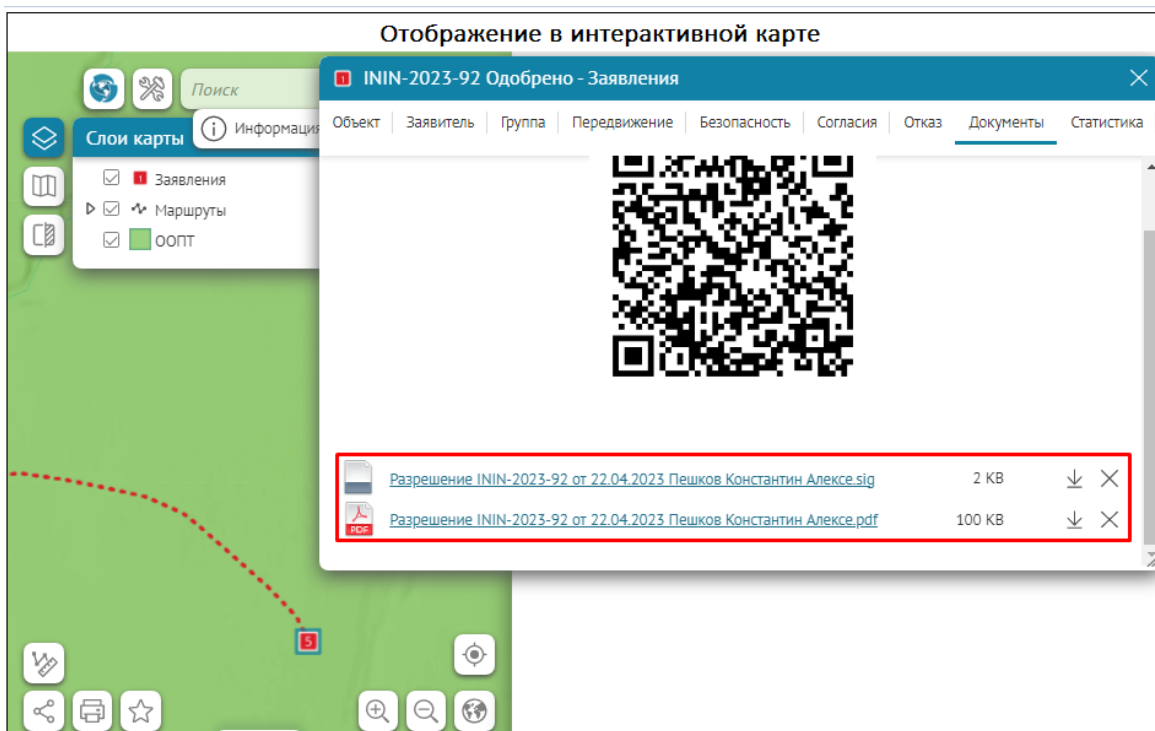 Отображение в интерактивной карте
Поиск
Информация
Слои карты
1 Заявления
Маршруты
ООПТ
1 ININ-2023-92 Одобрено - Заявления
Объект Заявитель Группа Передвижение Безопасность Согласия Отказ Документы Статистика
Разрешение ININ-2023-92 от 22.04.2023 Пешков Константин Алексе.sig 2 KB
PDF Разрешение ININ-2023-92 от 22.04.2023 Пешков Константин Алексе.pdf 100 KB
5